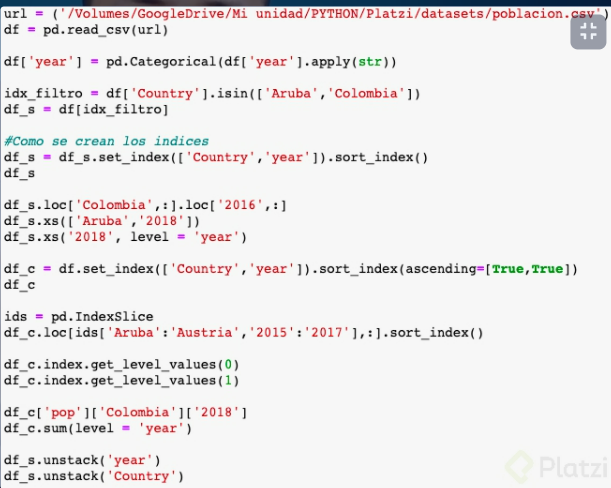 url = ('/Volumes/GoogleDrive/Mi unidad/PYTHON/Platzi/datasets/poblacion.csv')
df = pd.read_csv(url)
df['year'] = pd.Categorical(df['year'].apply(str))
idx_filtro = df['Country'].isin(['Aruba','Colombia'])
df_s = df[idx_filtro]
#Como se crean los indices
df_s = df_s.set_index(['Country','year']).sort_index()
df_s
df_s.loc['Colombia',:].loc['2016',:]
df_s.xs(['Aruba','2018'])
df_s.xs('2018', level = 'year')
df_c = df.set_index(['Country','year']).sort_index(ascending=[True,True])
df_c
ids = pd.IndexSlice
df_c.loc[ids['Aruba':'Austria','2015':'2017'],:].sort_index()
df_c.index.get_level_values(0)
df_c.index.get_level_values(1)
df_c['pop']['Colombia']['2018']
df_c.sum(level = 'year')
df_s.unstack('year')
df_s.unstack('Country')
Platzi